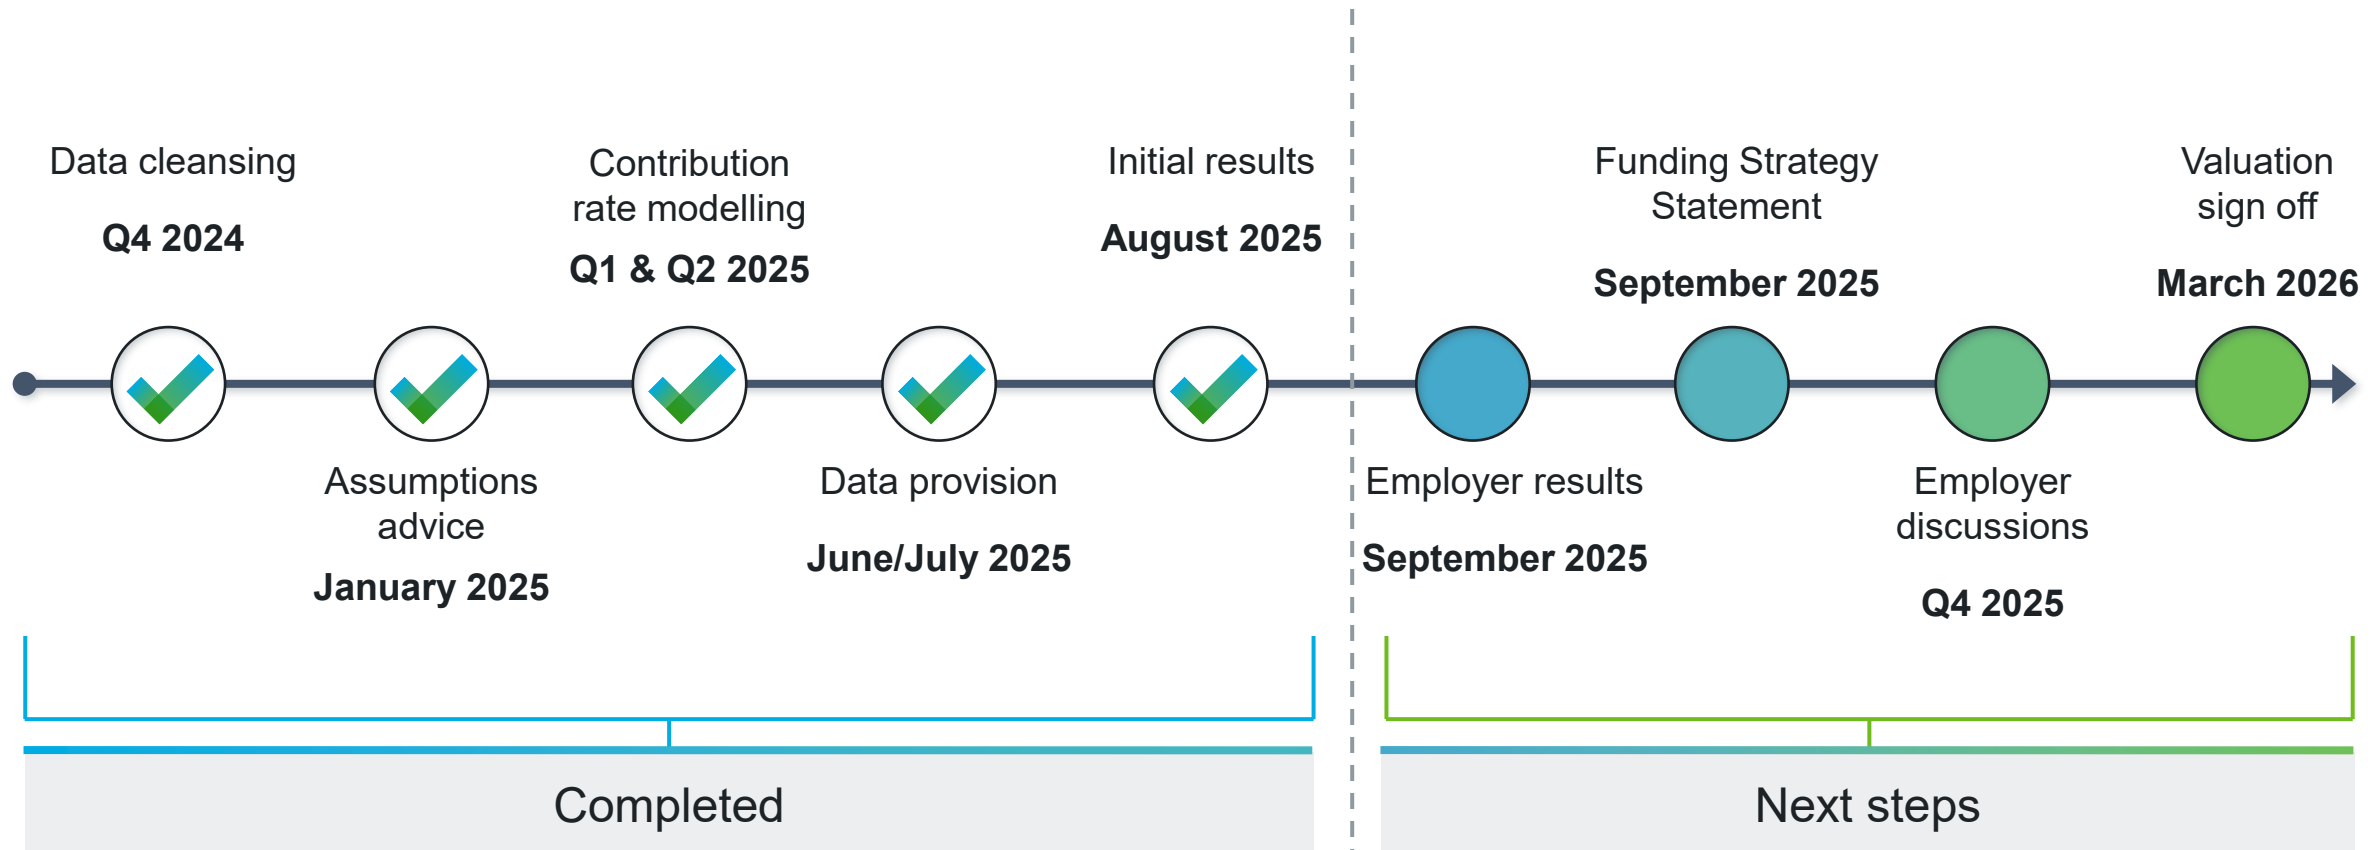 Data cleansing
Q4 2024
Assumptions
advice
January 2025
Contribution
rate modelling
Q1 & Q2 2025
Data provision
June/July 2025
Initial results
August 2025
Employer results
September 2025
Funding Strategy
Statement
September 2025
Employer
discussions
Q4 2025
Valuation
sign off
March 2026
Completed
Next steps